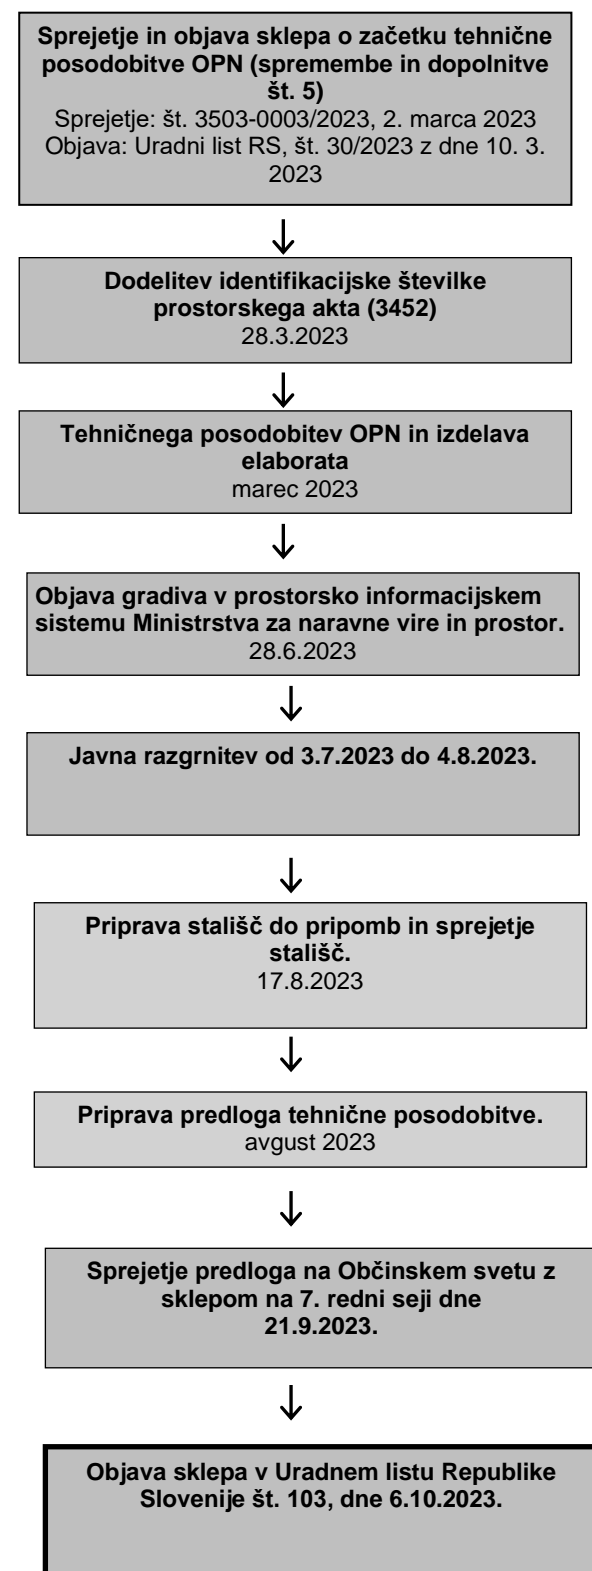 Sprejetje in objava sklepa o začetku tehnične
posodobitve OPN (spremembe in dopolnitve
št. 5)
Sprejetje: št. 3503-0003/2023, 2. marca 2023
Objava: Uradni list RS, št. 30/2023 z dne 10. 3.
2023
Dodelitev identifikacijske številke
prostorskega akta (3452)
28.3.2023
Tehničnega posodobitev OPN in izdelava
elaborata
marec 2023
Objava gradiva v prostorsko informacijskem
sistemu Ministrstva za naravne vire in prostor.
28.6.2023
Javna razgrnitev od 3.7.2023 do 4.8.2023.
Priprava stališč do pripomb in sprejetje
stališč.
17.8.2023
Priprava predloga tehnične posodobitve.
avgust 2023
Sprejetje predloga na Občinskem svetu z
sklepom na 7. redni seji dne
21.9.2023.
Objava sklepa v Uradnem listu Republike
Slovenije št. 103, dne 6.10.2023.